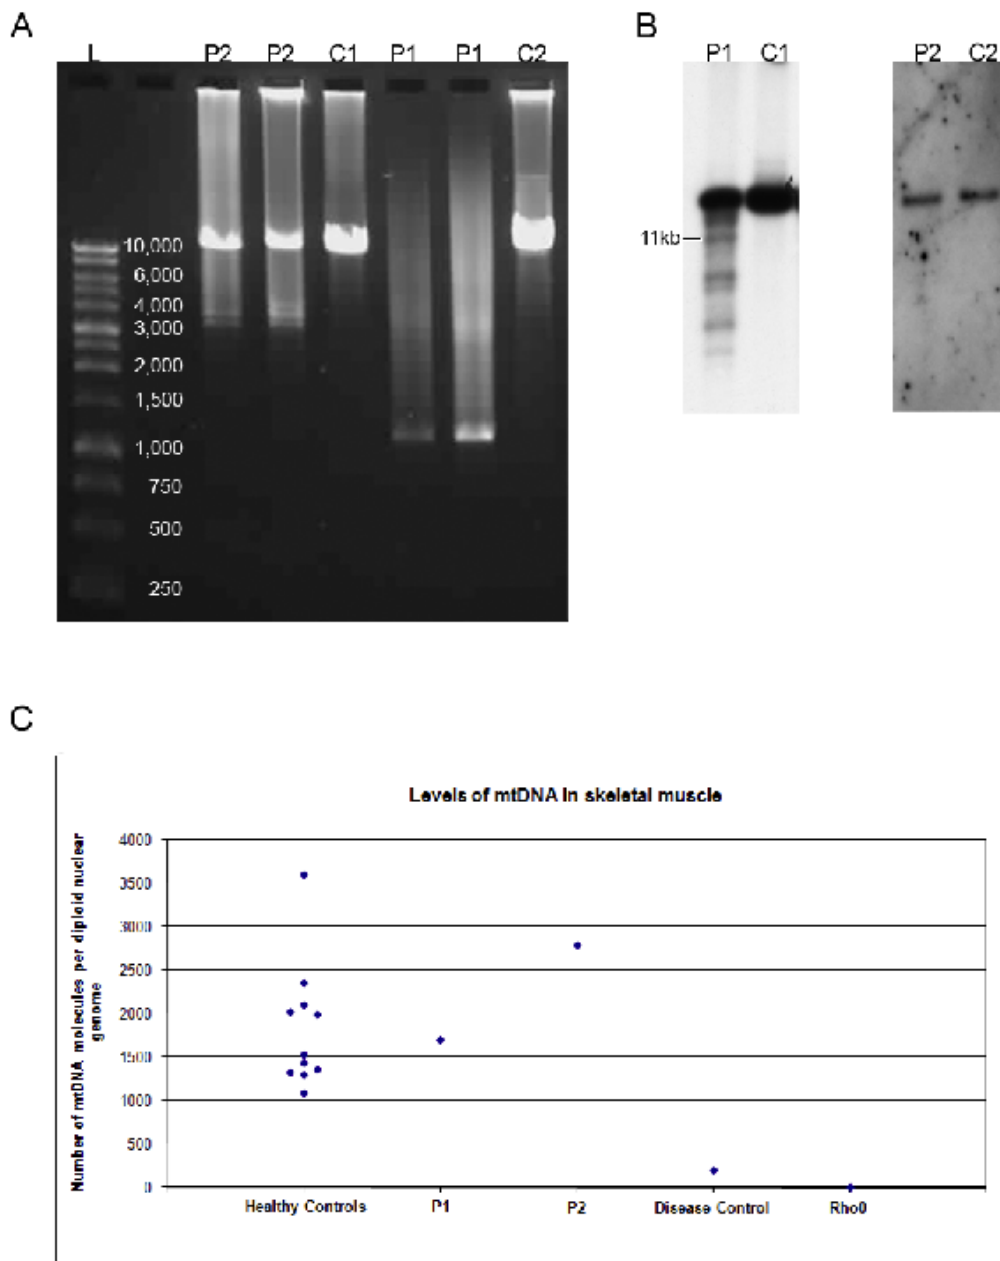 A
L P2 P2 C1 P1 P1 C2
10,000
6,000
4,000
3,000
2,000
1,500
1,000
750
500
250
B
P1 C1
P2 C2
11kb
C
Levels of mtDNA in skeletal muscle
Number of mtDNA molecules per diploid nuclear
genome
4000
3500
3000
2500
2000
1500
1000
500
0
Healthy Controls P1 P2 Disease Control Rho0